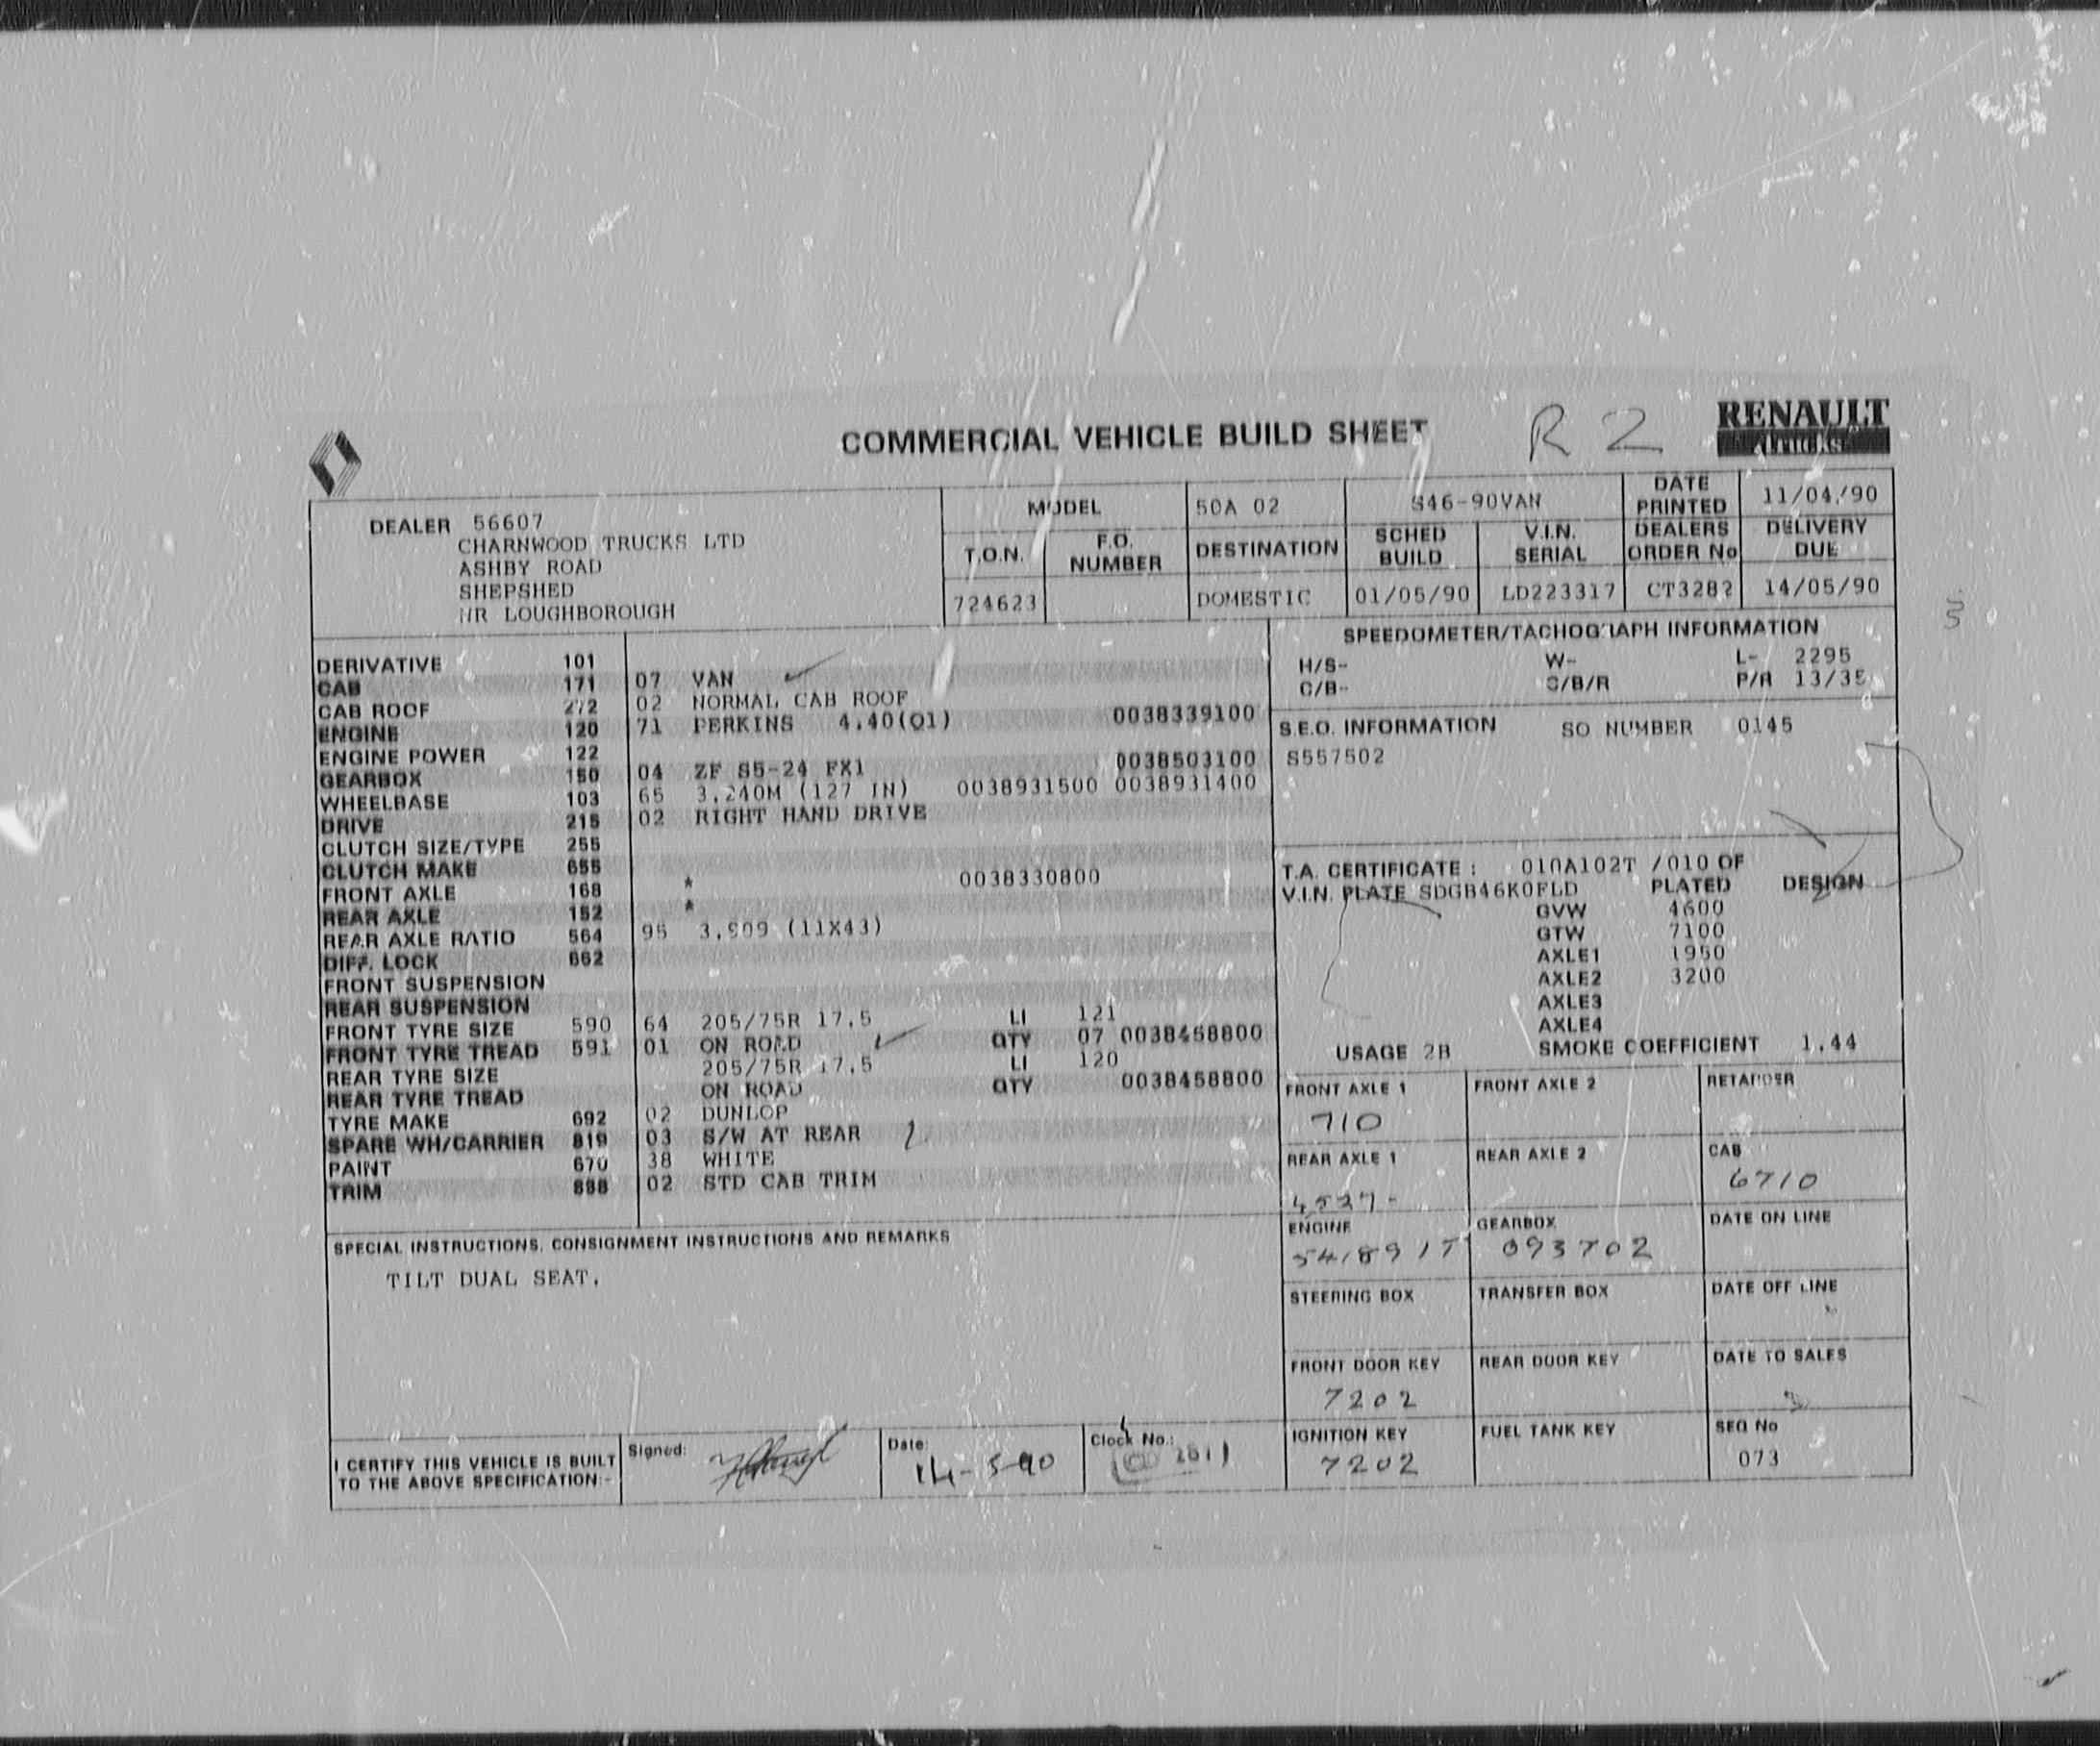 COMMERCIAL VEHICLE BUILD SHEET R 2 RENAULT
trucks
DEALER 56607
CHARNWOOD TRUCKS LTD
ASHBY ROAD
SHEPSHED
NR LOUGHBOROUGH
MODEL 50A 02 S46-90VAN DATE PRINTED 11/04/90
T.O.N. F.O. NUMBER DESTINATION SCHED BUILD V.I.N. SERIAL DEALERS ORDER No DELIVERY DUE
724623 DOMESTIC 01/05/90 LD223317 CT3282 14/05/90
DERIVATIVE 101
CAB 171 07 VAN
CAB ROOF 272 02 NORMAL CAB ROOF
ENGINE 120 71 PERKINS 4.40(Q1) 0038339100
ENGINE POWER 122
GEARBOX 150 04 ZF S5-24 FX1 0038503100
WHEELBASE 103 65 3.240M (127 IN) 0038931500 0038931400
DRIVE 215 02 RIGHT HAND DRIVE
CLUTCH SIZE/TYPE 255
CLUTCH MAKE 655
FRONT AXLE 168 * 0038330800
REAR AXLE 152 *
REAR AXLE RATIO 564 95 3.909 (11X43)
DIFF. LOCK 662
FRONT SUSPENSION
REAR SUSPENSION
FRONT TYRE SIZE 590 64 205/75R 17.5 LI 121
FRONT TYRE TREAD 591 01 ON ROAD QTY 07 0038458800
REAR TYRE SIZE 205/75R 17.5 LI 120
REAR TYRE TREAD ON ROAD QTY 0038458800
TYRE MAKE 692 02 DUNLOP
SPARE WH/CARRIER 819 03 S/W AT REAR
PAINT 670 38 WHITE
TRIM 888 02 STD CAB TRIM
SPEEDOMETER/TACHOGRAPH INFORMATION
H/S- W- L- 2295
C/B- C/B/R P/R 13/35
S.E.O. INFORMATION SO NUMBER 0145
S557502
T.A. CERTIFICATE : 010A102T /010 OF
V.I.N. PLATE SDGB46K0FLD PLATED DESIGN
GVW 4600
GTW 7100
AXLE1 1950
AXLE2 3200
AXLE3
AXLE4
USAGE 2B SMOKE COEFFICIENT 1.44
FRONT AXLE 1 FRONT AXLE 2 RETARDER
710
REAR AXLE 1 REAR AXLE 2 CAB
4527- 6710
ENGINE GEARBOX DATE ON LINE
093702
STEERING BOX TRANSFER BOX DATE OFF LINE
FRONT DOOR KEY REAR DOOR KEY DATE TO SALES
7202
IGNITION KEY FUEL TANK KEY SEQ No
7202 073
SPECIAL INSTRUCTIONS, CONSIGNMENT INSTRUCTIONS AND REMARKS
TILT DUAL SEAT.
I CERTIFY THIS VEHICLE IS BUILT
TO THE ABOVE SPECIFICATION:-
Signed:
Date: 14-5-90
Clock No.: